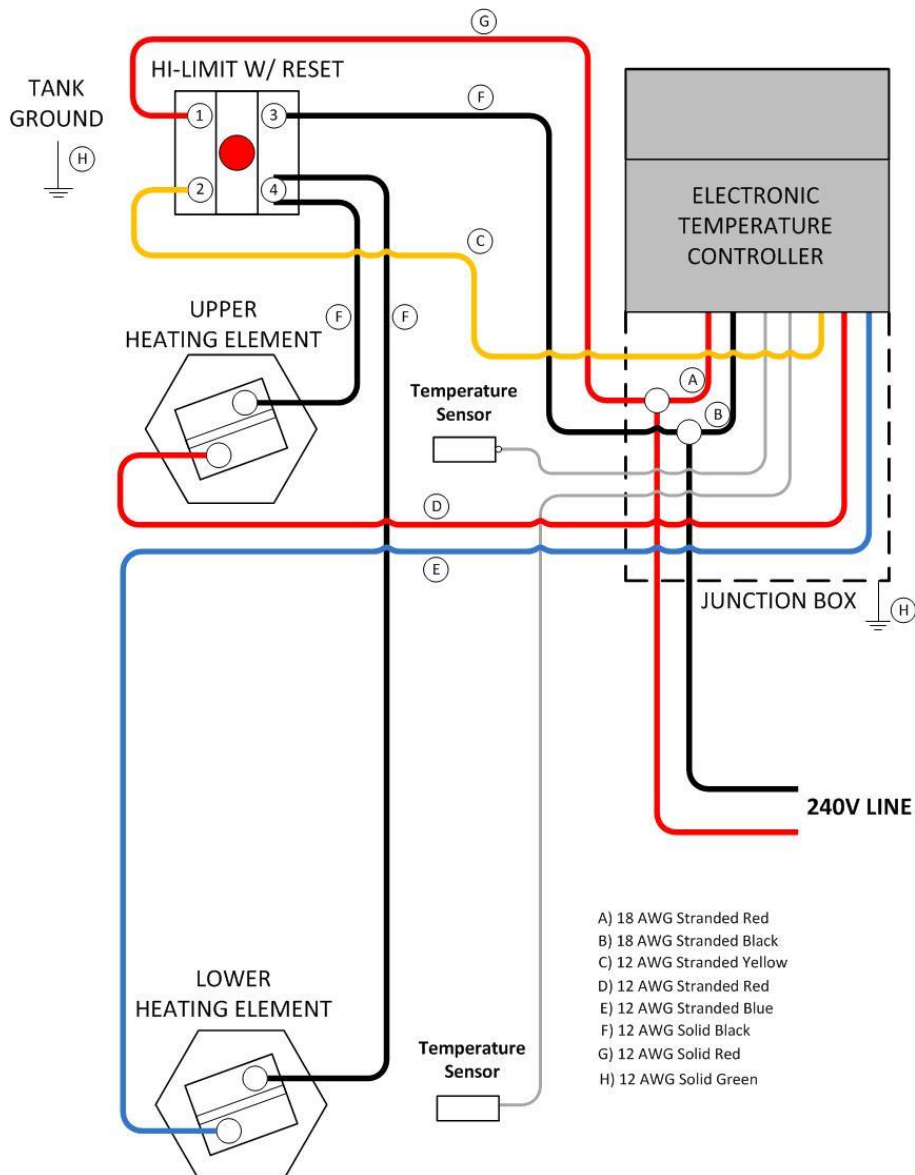 G
HI-LIMIT W/ RESET
TANK
GROUND
H
1
3
F
2
4
ELECTRONIC
TEMPERATURE
CONTROLLER
C
UPPER
HEATING ELEMENT
F
F
Temperature
Sensor
A
B
D
E
JUNCTION BOX
H
240V LINE
A) 18 AWG Stranded Red
B) 18 AWG Stranded Black
C) 12 AWG Stranded Yellow
D) 12 AWG Stranded Red
E) 12 AWG Stranded Blue
F) 12 AWG Solid Black
G) 12 AWG Solid Red
H) 12 AWG Solid Green
LOWER
HEATING ELEMENT
Temperature
Sensor